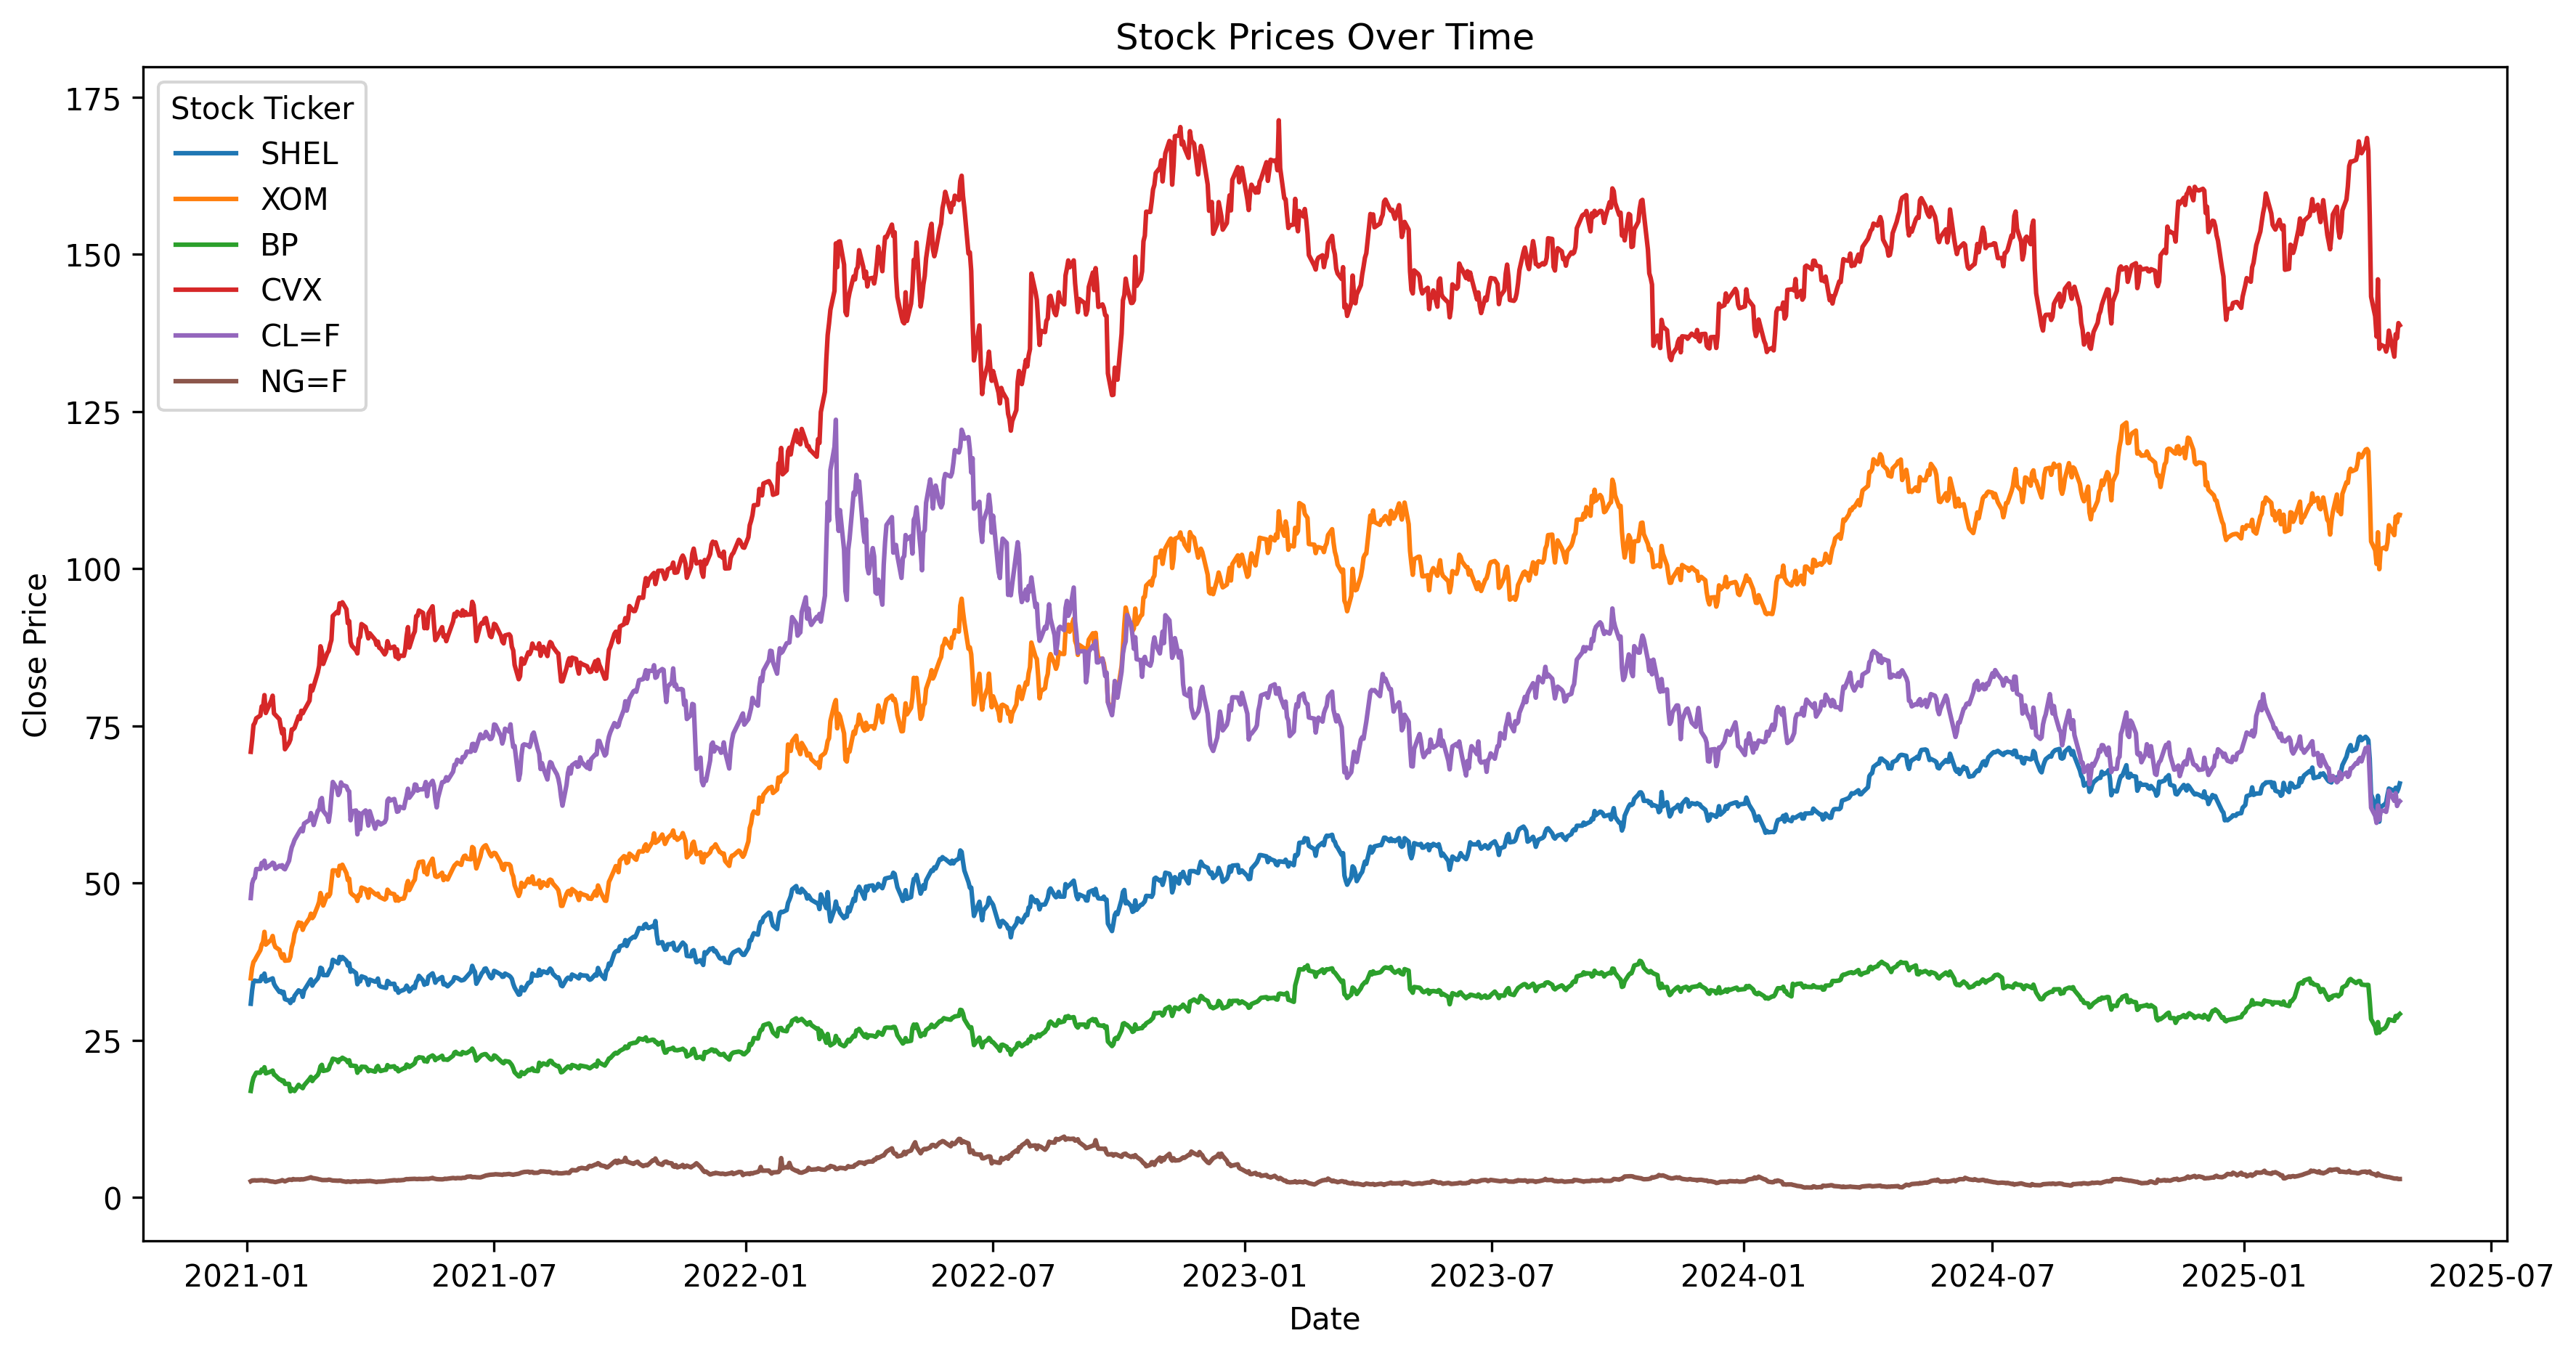 Stock Prices Over Time
Stock Ticker
SHEL
XOM
BP
CVX
CL=F
NG=F
Close Price
175
150
125
100
75
50
25
0
2021-01
2021-07
2022-01
2022-07
2023-01
2023-07
2024-01
2024-07
2025-01
2025-07
Date